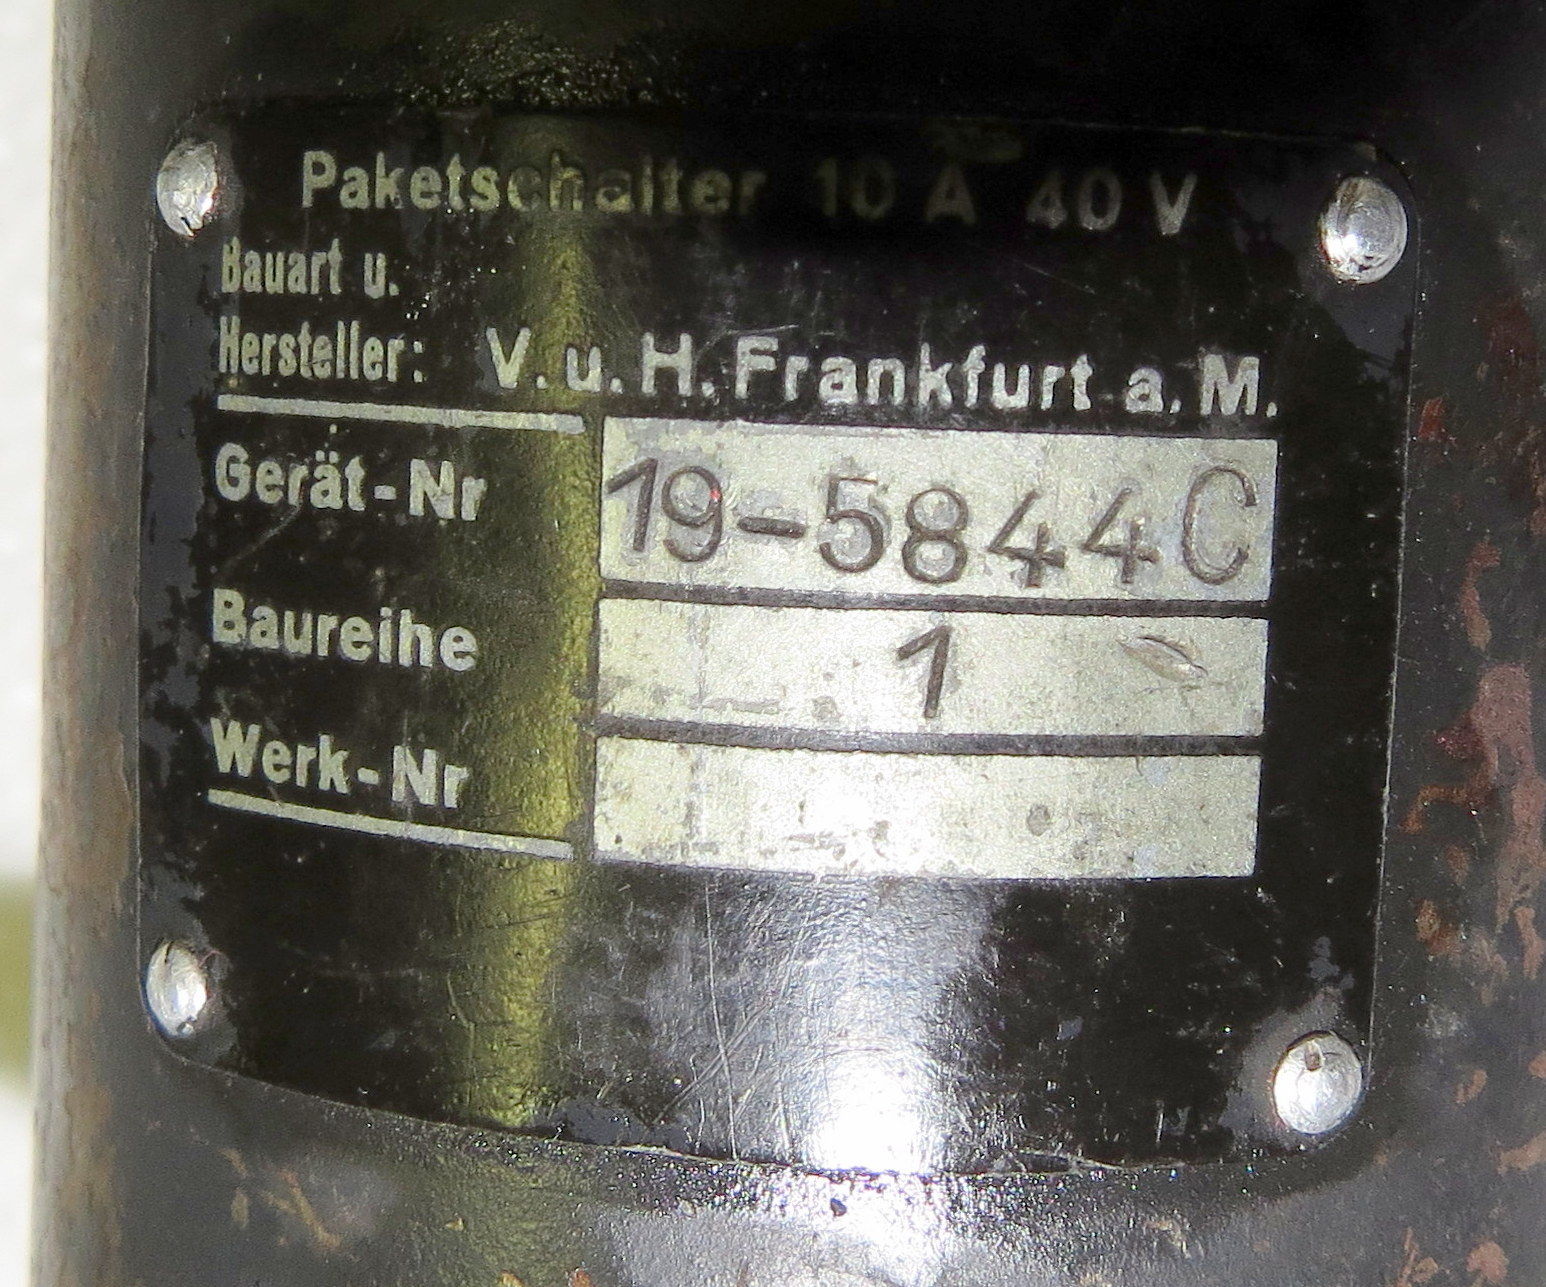 Paketschalter 10 A 40 V
Bauart u.
Hersteller: V. u. H. Frankfurt a. M.
Gerät-Nr 19-5844C
Baureihe 1
Werk-Nr